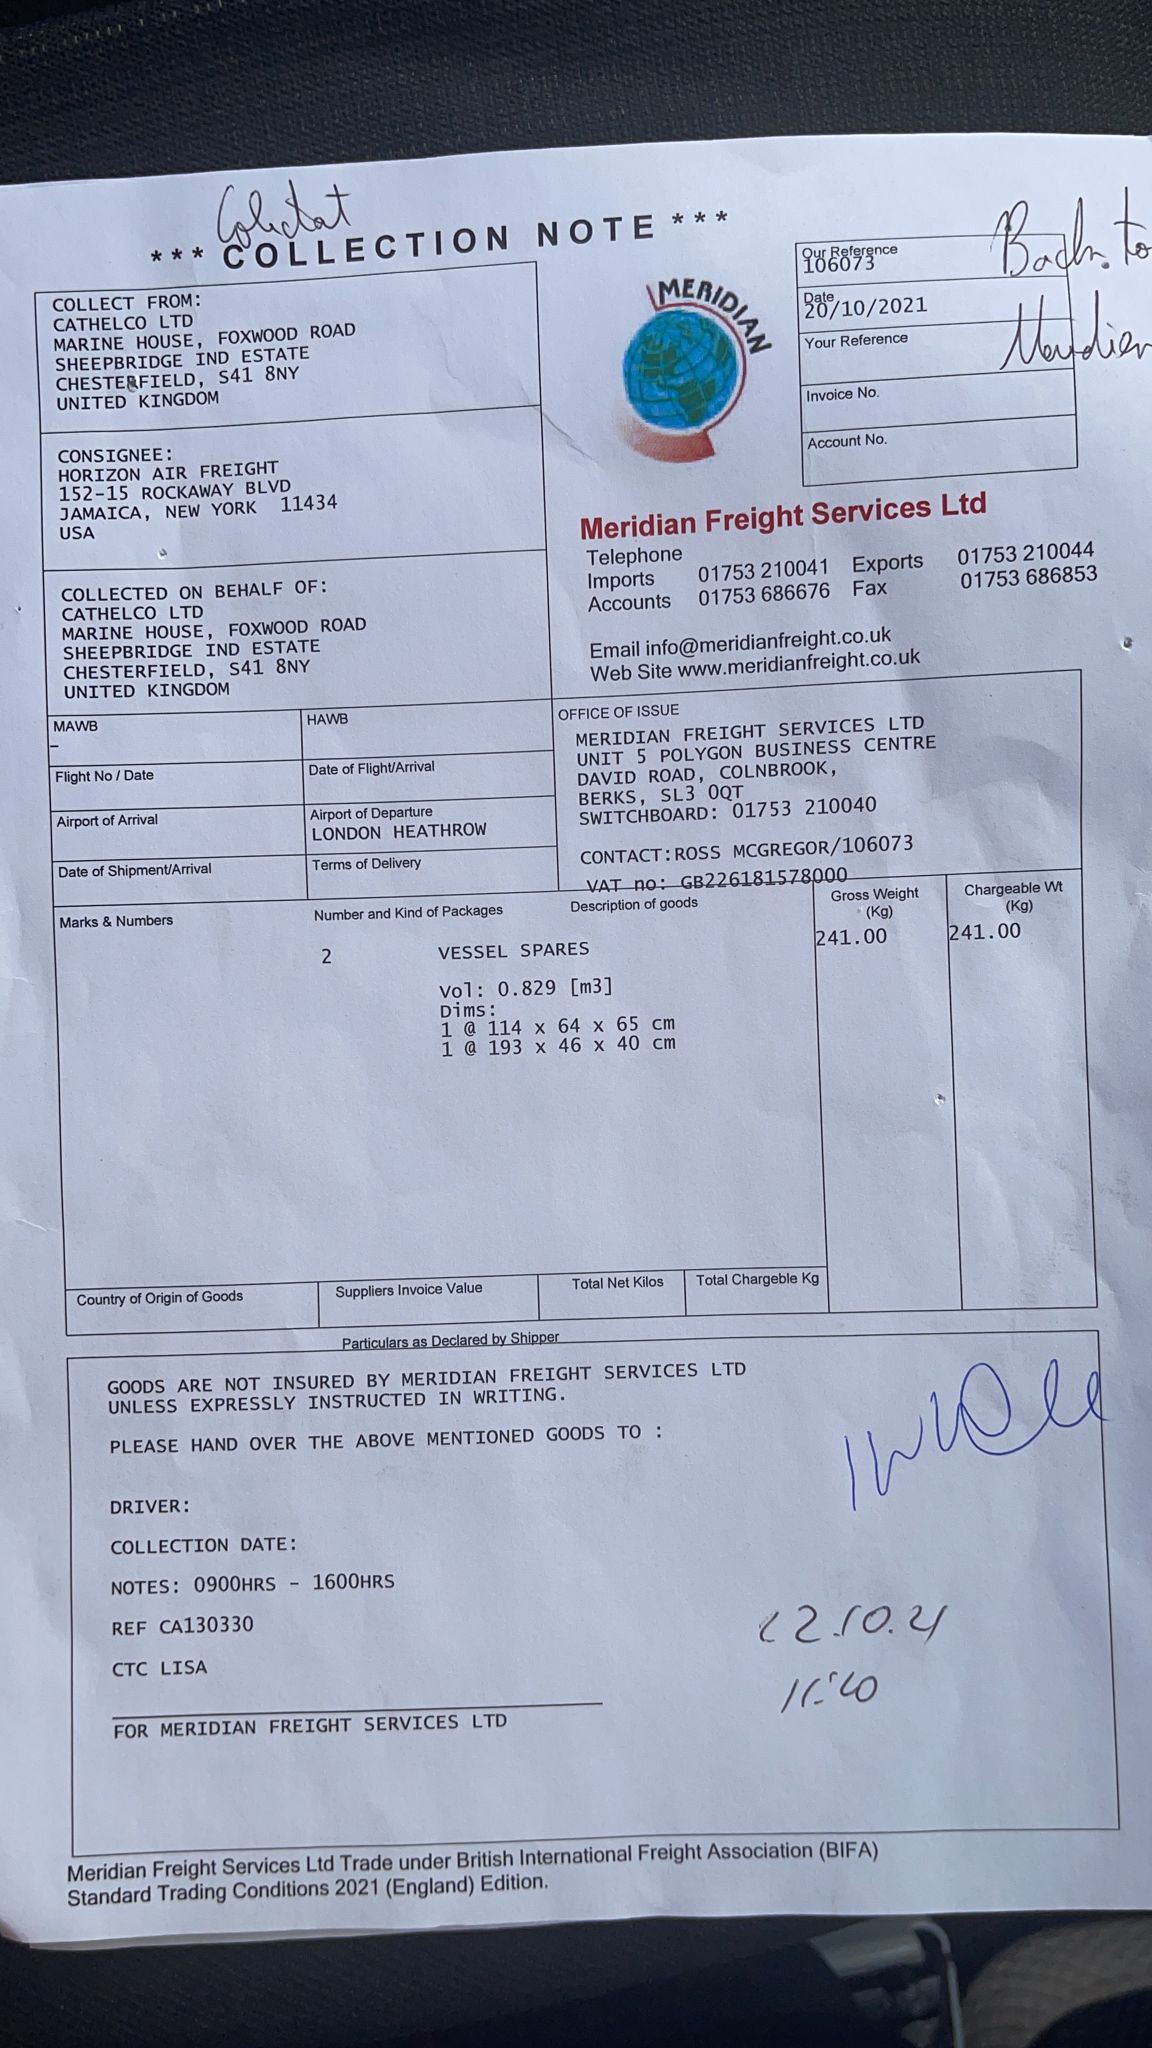 *** COLLECTION NOTE ***
Back to
Meridien
COLLECT FROM:
CATHELCO LTD
MARINE HOUSE, FOXWOOD ROAD
SHEEPBRIDGE IND ESTATE
CHESTERFIELD, S41 8NY
UNITED KINGDOM
CONSIGNEE:
HORIZON AIR FREIGHT
152-15 ROCKAWAY BLVD
JAMAICA, NEW YORK 11434
USA
COLLECTED ON BEHALF OF:
CATHELCO LTD
MARINE HOUSE, FOXWOOD ROAD
SHEEPBRIDGE IND ESTATE
CHESTERFIELD, S41 8NY
UNITED KINGDOM
MERIDIAN
Our Reference
106073
Date
20/10/2021
Your Reference
Invoice No.
Account No.
Meridian Freight Services Ltd
Telephone
Imports 01753 210041 Exports 01753 210044
Accounts 01753 686676 Fax 01753 686853
Email info@meridianfreight.co.uk
Web Site www.meridianfreight.co.uk
MAWB
–
HAWB
Flight No / Date
Date of Flight/Arrival
Airport of Arrival
Airport of Departure
LONDON HEATHROW
Date of Shipment/Arrival
Terms of Delivery
OFFICE OF ISSUE
MERIDIAN FREIGHT SERVICES LTD
UNIT 5 POLYGON BUSINESS CENTRE
DAVID ROAD, COLNBROOK,
BERKS, SL3 0QT
SWITCHBOARD: 01753 210040
CONTACT:ROSS MCGREGOR/106073
VAT no: GB226181578000
Marks & Numbers
Number and Kind of Packages
Description of goods
Gross Weight
(Kg)
Chargeable Wt
(Kg)
2 VESSEL SPARES 241.00 241.00
Vol: 0.829 [m3]
Dims:
1 @ 114 x 64 x 65 cm
1 @ 193 x 46 x 40 cm
Country of Origin of Goods
Suppliers Invoice Value
Total Net Kilos
Total Chargeble Kg
Particulars as Declared by Shipper
GOODS ARE NOT INSURED BY MERIDIAN FREIGHT SERVICES LTD
UNLESS EXPRESSLY INSTRUCTED IN WRITING.
PLEASE HAND OVER THE ABOVE MENTIONED GOODS TO :
DRIVER:
COLLECTION DATE:
NOTES: 0900HRS – 1600HRS
REF CA130330
CTC LISA
22.10.21
FOR MERIDIAN FREIGHT SERVICES LTD
Meridian Freight Services Ltd Trade under British International Freight Association (BIFA)
Standard Trading Conditions 2021 (England) Edition.